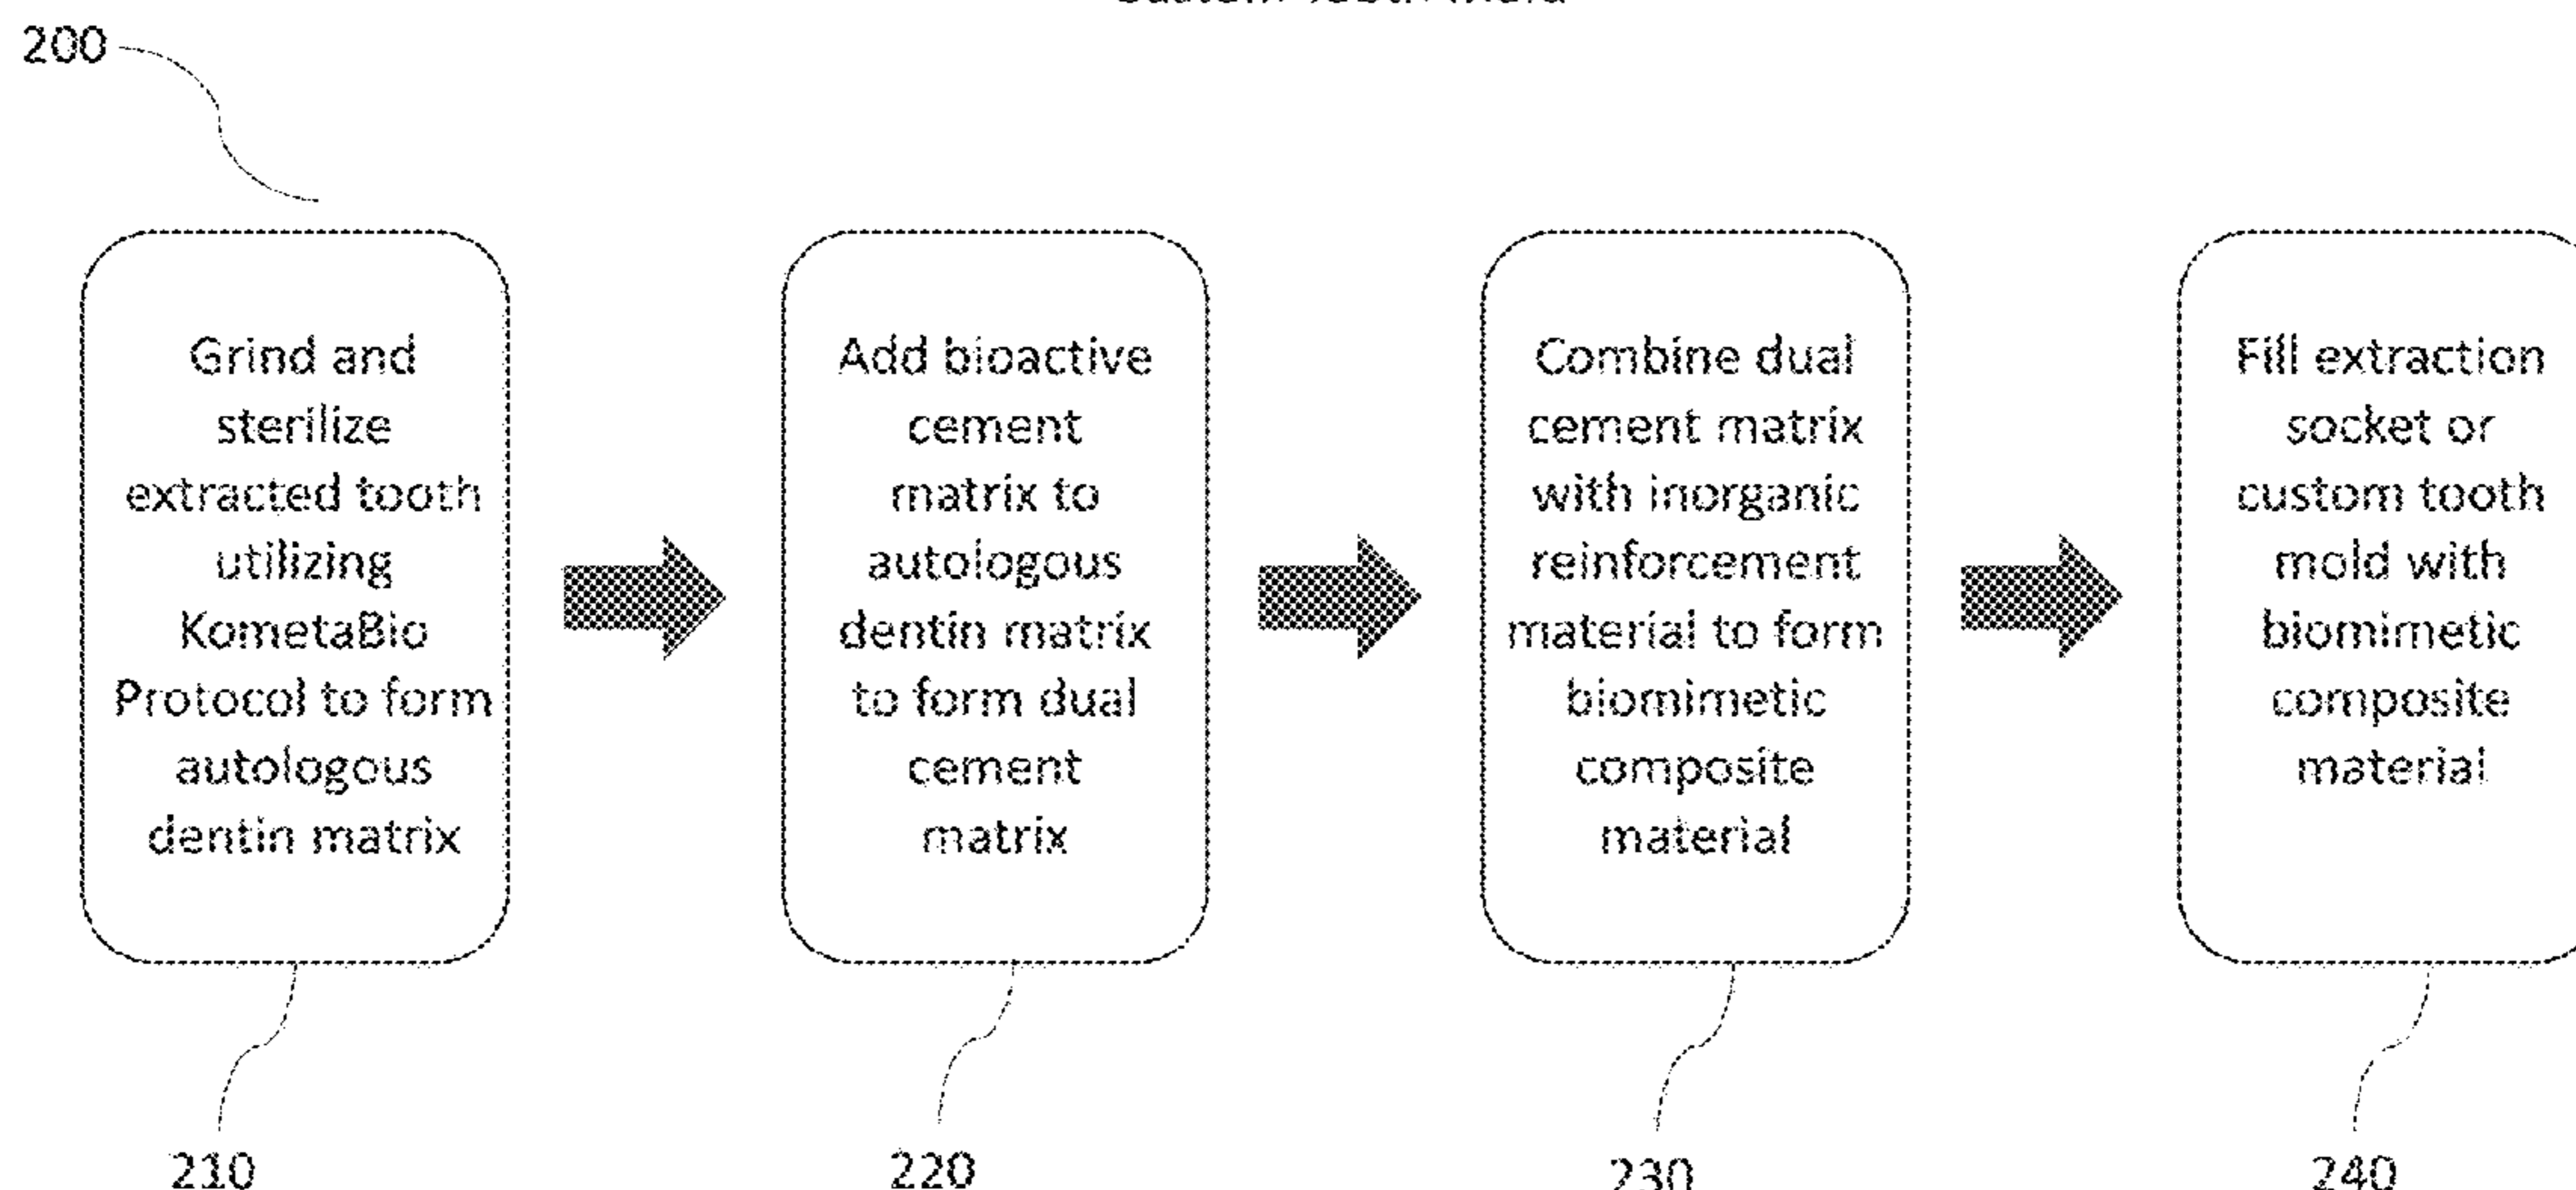 200
Grind and
sterilize
extracted tooth
utilizing
KometaBio
Protocol to form
autologous
dentin matrix
Add bioactive
cement
matrix to
autologous
dentin matrix
to form dual
cement
matrix
Combine dual
cement matrix
with inorganic
reinforcement
material to form
biomimetic
composite
material
Fill extraction
socket or
custom tooth
mold with
biomimetic
composite
material
210
220
230
240